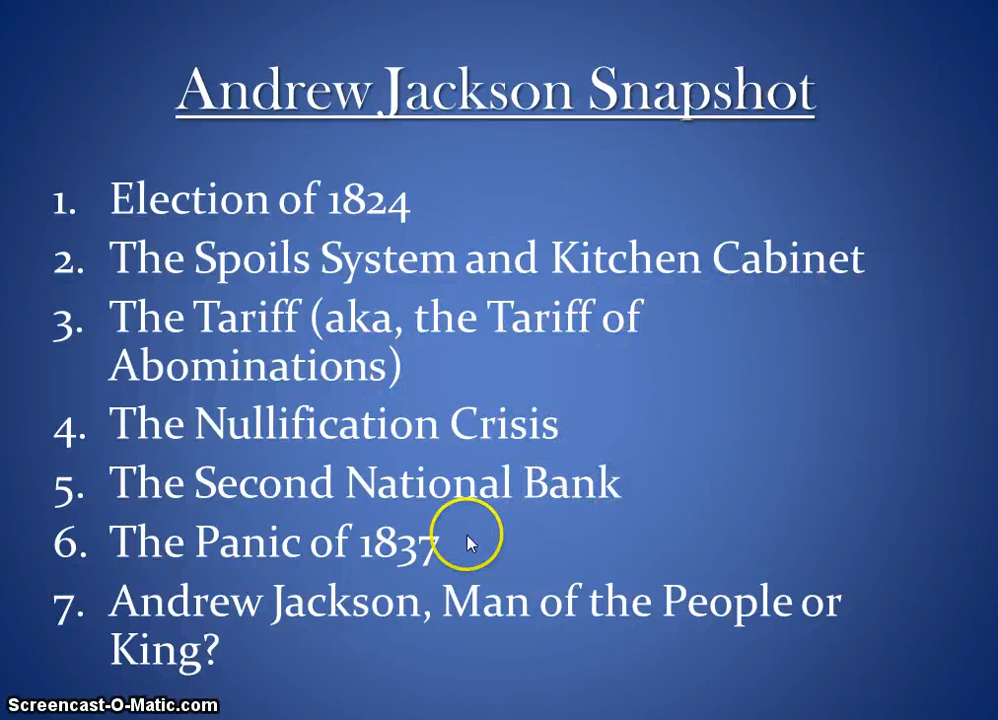 Andrew Jackson Snapshot
1. Election of 1824
2. The Spoils System and Kitchen Cabinet
3. The Tariff (aka, the Tariff of
Abominations)
4. The Nullification Crisis
5. The Second National Bank
6. The Panic of 1837
7. Andrew Jackson, Man of the People or
King?
Screencast-O-Matic.com